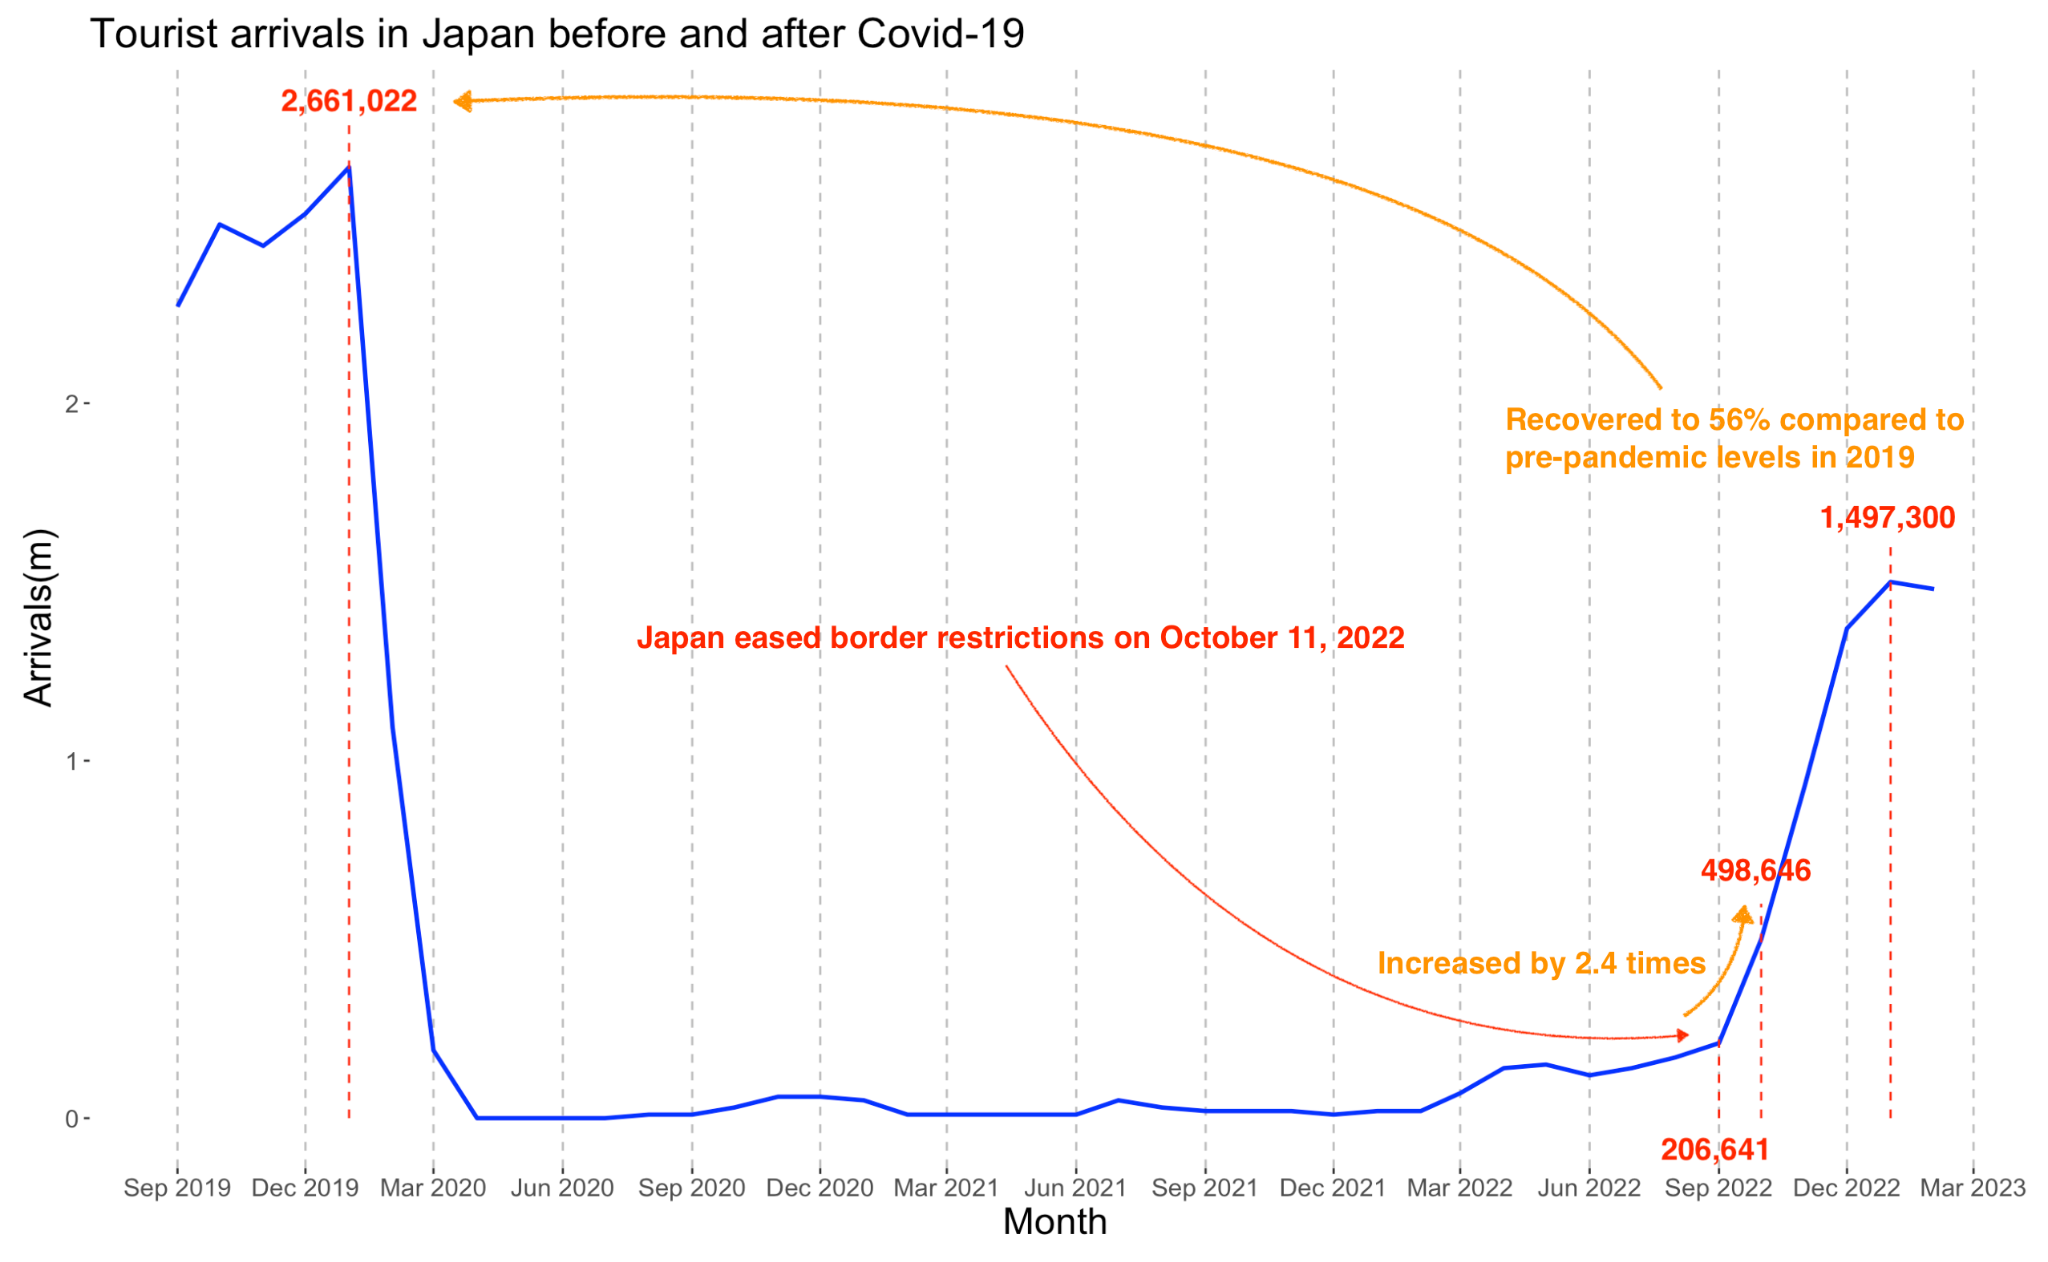 Tourist arrivals in Japan before and after Covid-19
2,661,022
Recovered to 56% compared to
pre-pandemic levels in 2019
1,497,300
Japan eased border restrictions on October 11, 2022
498,646
Increased by 2.4 times
206,641
Arrivals(m)
2
1
0
Sep 2019 Dec 2019 Mar 2020 Jun 2020 Sep 2020 Dec 2020 Mar 2021 Jun 2021 Sep 2021 Dec 2021 Mar 2022 Jun 2022 Sep 2022 Dec 2022 Mar 2023
Month